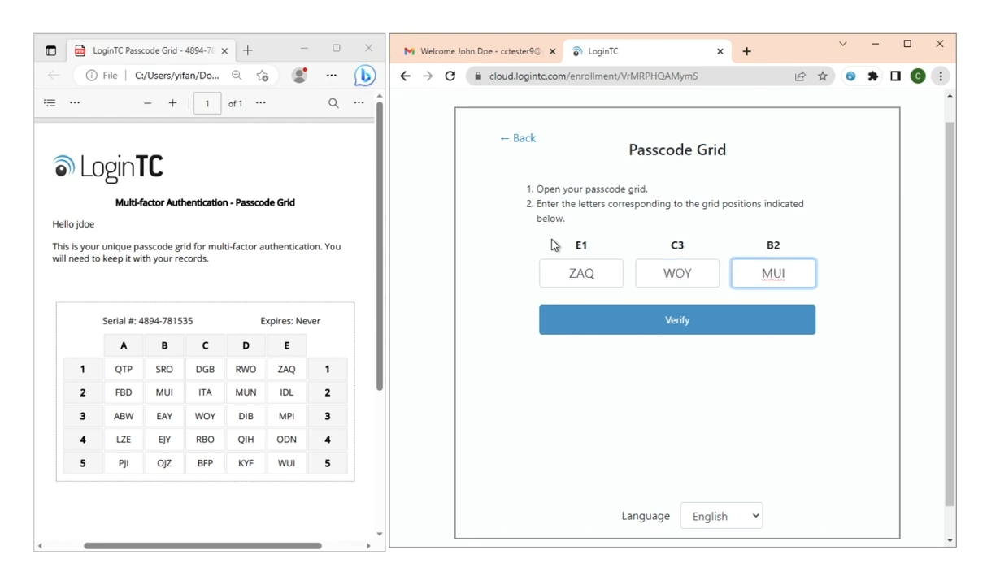 LoginTC Passcode Grid - 4894-78
File | C:/Users/yifan/Do...
1 of 1
LoginTC
Multi-factor Authentication - Passcode Grid
Hello jdoe
This is your unique passcode grid for multi-factor authentication. You
will need to keep it with your records.
Serial #: 4894-781535 Expires: Never
A B C D E
1 QTP SRO DGB RWO ZAQ 1
2 FBD MUI ITA MUN IDL 2
3 ABW EAY WOY DIB MPI 3
4 LZE EJY RBO QIH ODN 4
5 PJI OJZ BFP KYF WUI 5
Welcome John Doe - cctester9@ LoginTC
cloud.logintc.com/enrollment/VrMRPHQAMymS
C
← Back
Passcode Grid
1. Open your passcode grid.
2. Enter the letters corresponding to the grid positions indicated
below.
E1 C3 B2
ZAQ WOY MUI
Verify
Language English